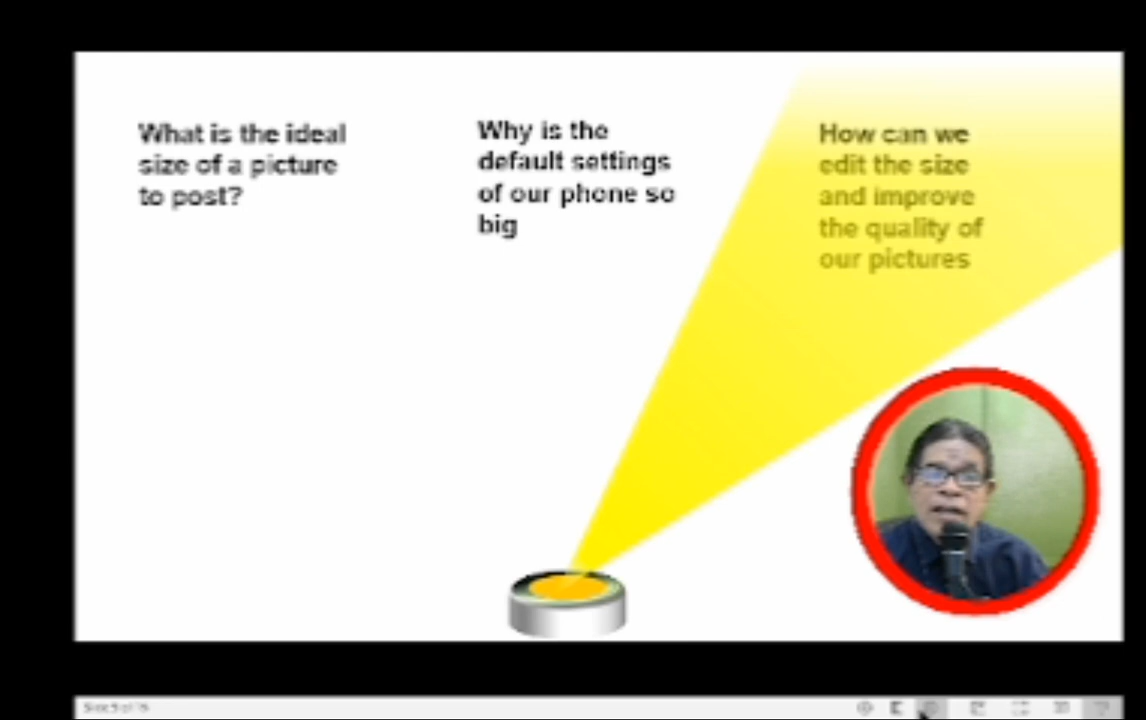 What is the ideal
size of a picture
to post?
Why is the
default settings
of our phone so
big
How can we
edit the size
and improve
the quality of
our pictures